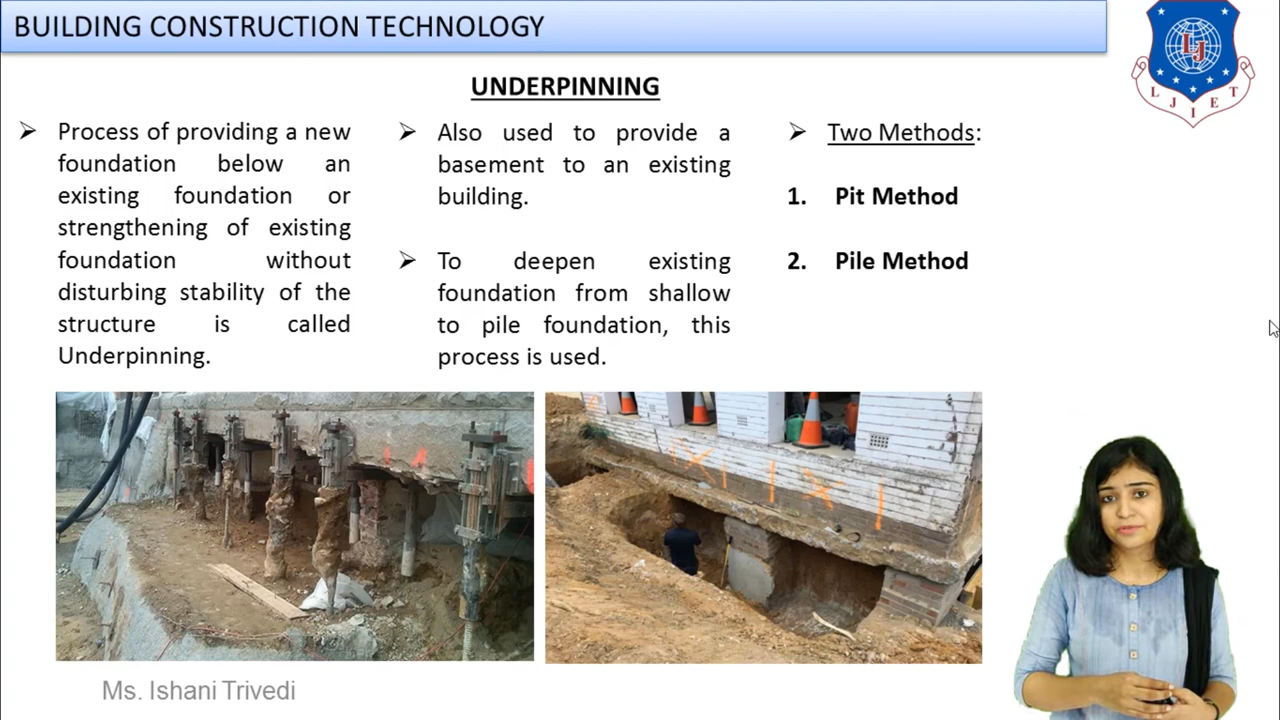 BUILDING CONSTRUCTION TECHNOLOGY
LJ
L J I E T
UNDERPINNING
➢ Process of providing a new
foundation below an
existing foundation or
strengthening of existing
foundation without
disturbing stability of the
structure is called
Underpinning.
➢ Also used to provide a
basement to an existing
building.
➢ To deepen existing
foundation from shallow
to pile foundation, this
process is used.
➢ Two Methods:
1. Pit Method
2. Pile Method
Ms. Ishani Trivedi